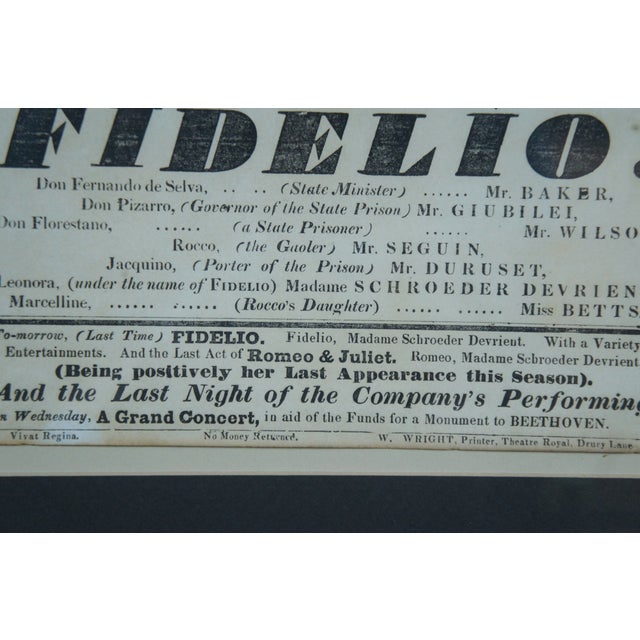 FIDELIO.
Don Fernando de Selva, .. .. (State Minister) ...... Mr. BAKER,
Don Pizarro, (Governor of the State Prison) Mr. GIUBILEI,
Don Florestano, ...... (a State Prisoner) ...... Mr. WILSO
Rocco, (the Gaoler) Mr. SEGUIN,
Jacquino, (Porter of the Prison) Mr. DURUSET,
Leonora, (under the name of FIDELIO) Madame SCHROEDER DEVRIEN
Marcelline, ...... ...... (Rocco's Daughter) ...... ...... Miss BETTS,
To-morrow, (Last Time) FIDELIO. Fidelio, Madame Schroeder Devrient. With a Variety
Entertainments. And the Last Act of Romeo & Juliet. Romeo, Madame Schroeder Devrient
(Being positively her Last Appearance this Season).
And the Last Night of the Company's Performing
on Wednesday, A Grand Concert, in aid of the Funds for a Monument to BEETHOVEN.
Vivat Regina. No Money Returned. W. WRIGHT, Printer, Theatre Royal, Drury Lane